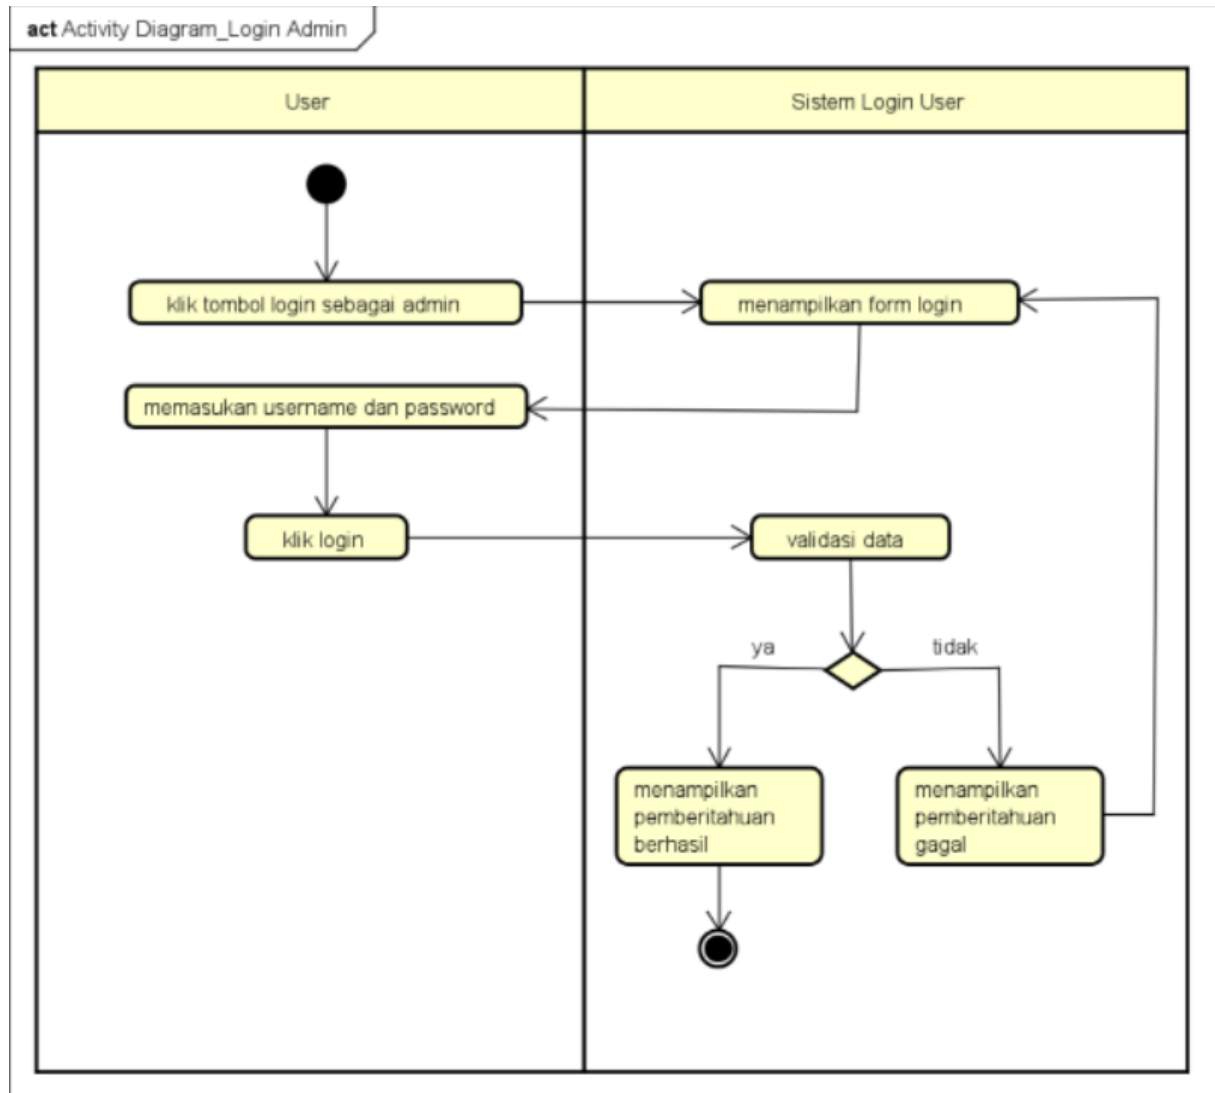 act Activity Diagram_Login Admin
User
Sistem Login User
klik tombol login sebagai admin
menampilkan form login
memasukan username dan password
klik login
validasi data
ya
tidak
menampilkan
pemberitahuan
berhasil
menampilkan
pemberitahuan
gagal